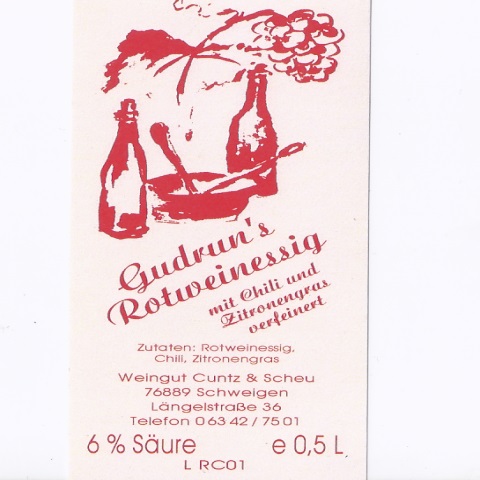 Gudrun's
Rotweinessig
mit Chili und
Zitronengras
verfeinert
Zutaten: Rotweinessig,
Chili, Zitronengras
Weingut Cuntz & Scheu
76889 Schweigen
Längelstraße 36
Telefon 0 63 42 / 75 01
6 % Säure e 0,5 L
L RC01